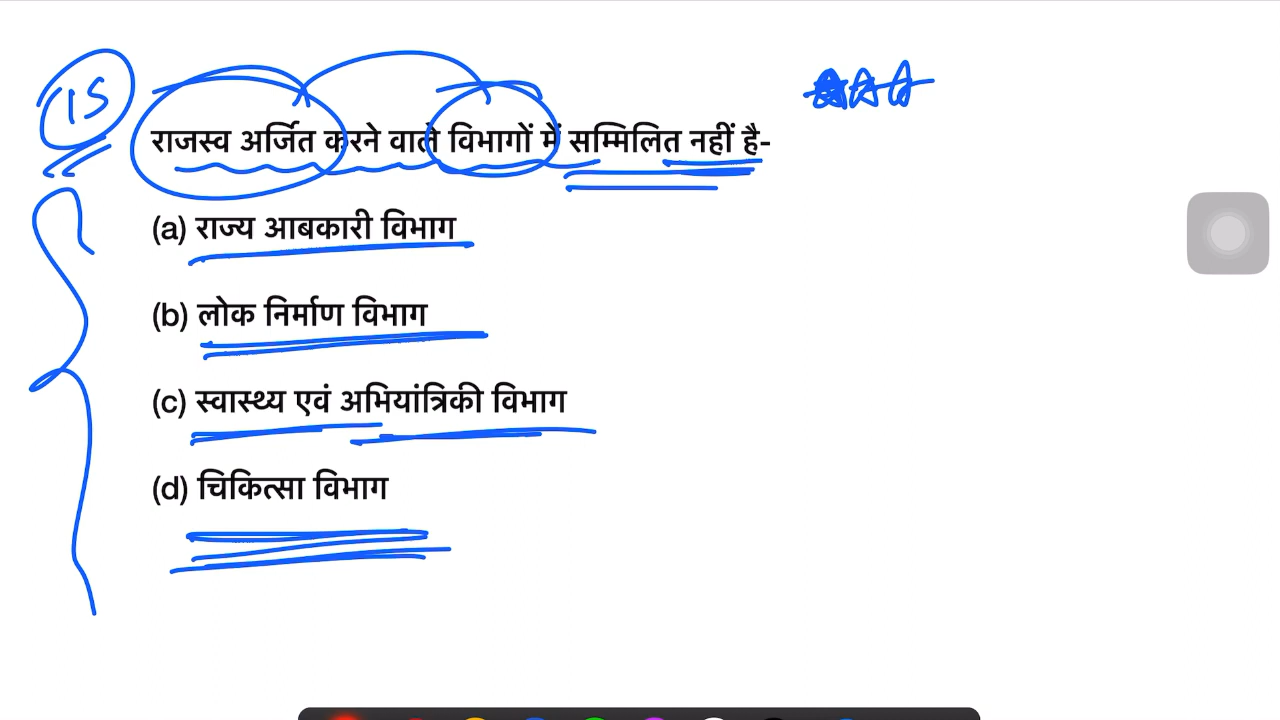 15
राजस्व अर्जित करने वाले विभागों में सम्मिलित नहीं है-
(a) राज्य आबकारी विभाग
(b) लोक निर्माण विभाग
(c) स्वास्थ्य एवं अभियांत्रिकी विभाग
(d) चिकित्सा विभाग